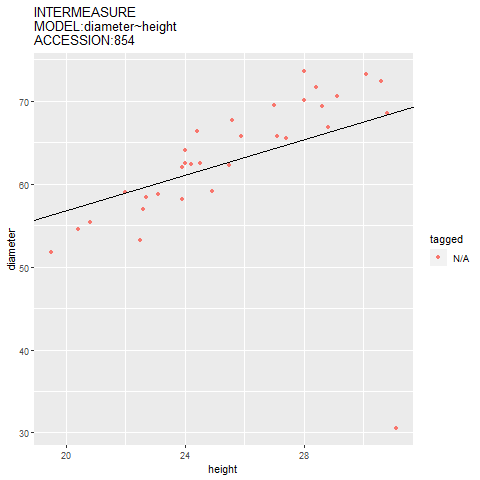 INTERMEASURE
MODEL:diameter~height
ACCESSION:854
70
60
50
40
30
diameter
20
24
28
height
tagged
N/A